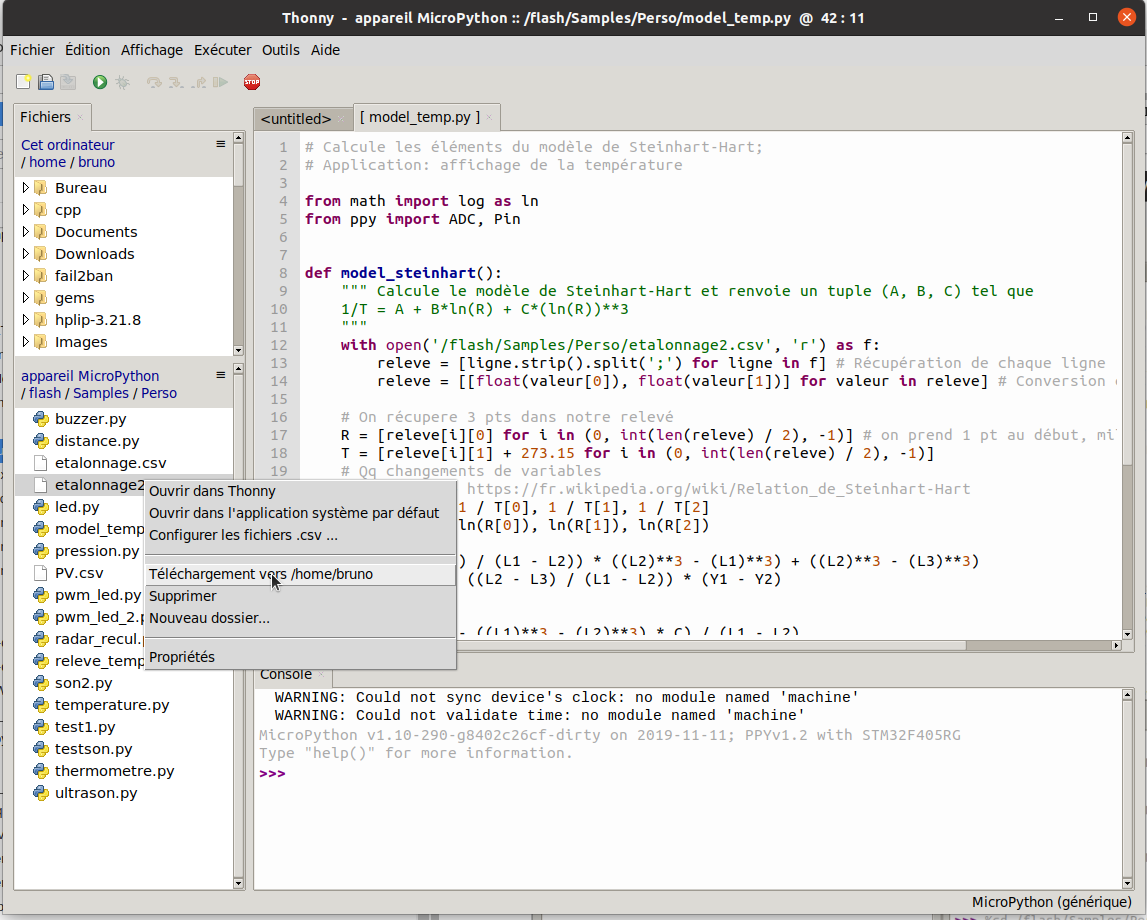 Thonny - appareil MicroPython :: /flash/Samples/Perso/model_temp.py @ 42 : 11
Fichier Édition Affichage Exécuter Outils Aide
STOP
Fichiers
Cet ordinateur
/ home / bruno
Bureau
cpp
Documents
Downloads
fail2ban
gems
hplip-3.21.8
Images
appareil MicroPython
/ flash / Samples / Perso
buzzer.py
distance.py
etalonnage.csv
etalonnage2
led.py
model_temp
pression.py
PV.csv
pwm_led.py
pwm_led_2.p
radar_recul.
releve_temp
son2.py
temperature.py
test1.py
testson.py
thermometre.py
ultrason.py
Ouvrir dans Thonny
Ouvrir dans l'application système par défaut
Configurer les fichiers .csv ...
Téléchargement vers /home/bruno
Supprimer
Nouveau dossier...
Propriétés
<untitled> [ model_temp.py ]
1 # Calcule les éléments du modèle de Steinhart-Hart;
2 # Application: affichage de la température
3
4 from math import log as ln
5 from ppy import ADC, Pin
6
7
8 def model_steinhart():
9 """ Calcule le modèle de Steinhart-Hart et renvoie un tuple (A, B, C) tel que
10 1/T = A + B*ln(R) + C*(ln(R))**3
11 """
12 with open('/flash/Samples/Perso/etalonnage2.csv', 'r') as f:
13 releve = [ligne.strip().split(';') for ligne in f] # Récupération de chaque ligne
14 releve = [[float(valeur[0]), float(valeur[1])] for valeur in releve] # Conversion
15
16 # On récupere 3 pts dans notre relevé
17 R = [releve[i][0] for i in (0, int(len(releve) / 2), -1)] # on prend 1 pt au début, mi
18 T = [releve[i][1] + 273.15 for i in (0, int(len(releve) / 2), -1)]
19 # Qq changements de variables
https://fr.wikipedia.org/wiki/Relation_de_Steinhart-Hart
1 / T[0], 1 / T[1], 1 / T[2]
ln(R[0]), ln(R[1]), ln(R[2])
) / (L1 - L2)) * ((L2)**3 - (L1)**3) + ((L2)**3 - (L3)**3)
((L2 - L3) / (L1 - L2)) * (Y1 - Y2)
- ((L1)**3 - (L2)**3) * C) / (L1 - L2)
Console
WARNING: Could not sync device's clock: no module named 'machine'
WARNING: Could not validate time: no module named 'machine'
MicroPython v1.10-290-g8402c26cf-dirty on 2019-11-11; PPYv1.2 with STM32F405RG
Type "help()" for more information.
>>>
MicroPython (générique)